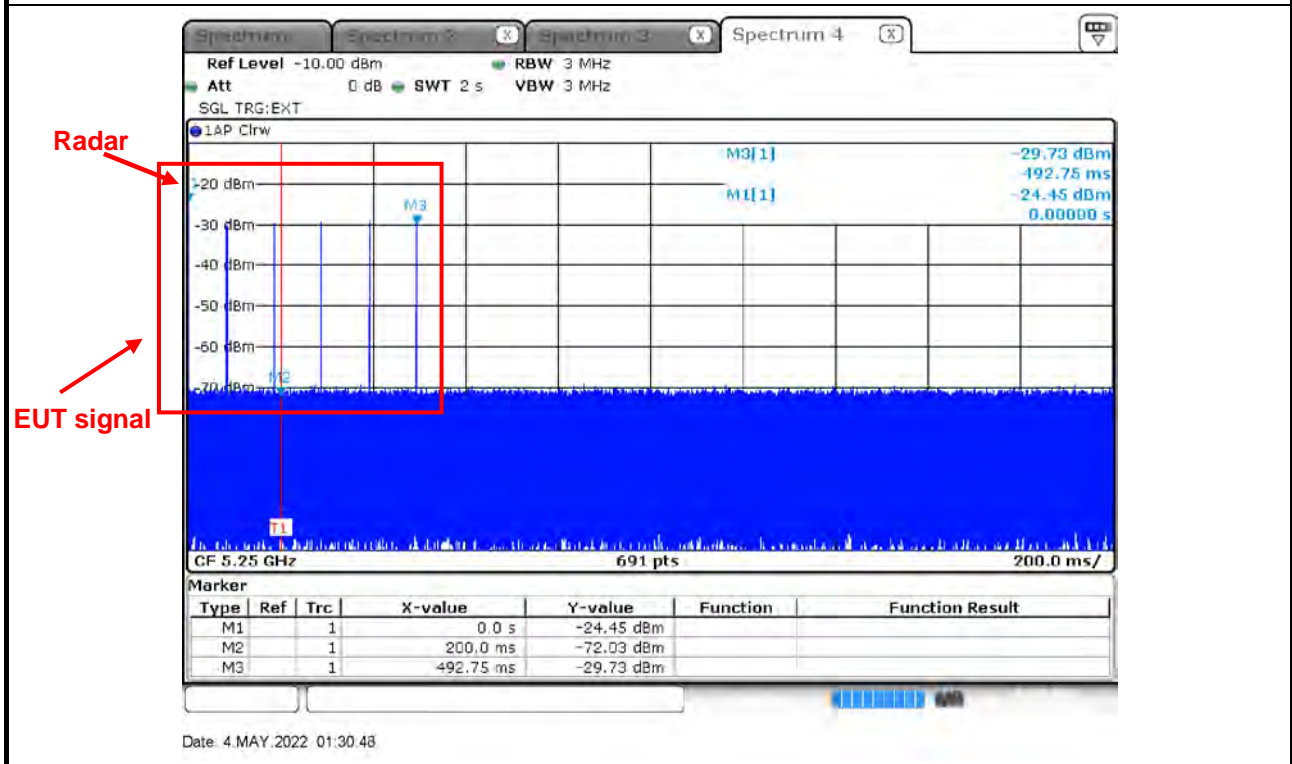 Spectrum Spectrum 2 X Spectrum 3 X Spectrum 4 X
Ref Level -10.00 dBm RBW 3 MHz
Att 0 dB SWT 2 s VBW 3 MHz
SGL TRG:EXT
1AP Clrw
Radar
M3[1] -29.73 dBm
492.75 ms
-20 dBm
M1[1] -24.45 dBm
0.00000 s
M3
-30 dBm
-40 dBm
-50 dBm
-60 dBm
-70 dBm
M2
EUT signal
T1
CF 5.25 GHz 691 pts 200.0 ms/
Marker
Type Ref Trc X-value Y-value Function Function Result
M1 1 0.0 s -24.45 dBm
M2 1 200.0 ms -72.03 dBm
M3 1 492.75 ms -29.73 dBm
Date: 4.MAY.2022 01:30:48